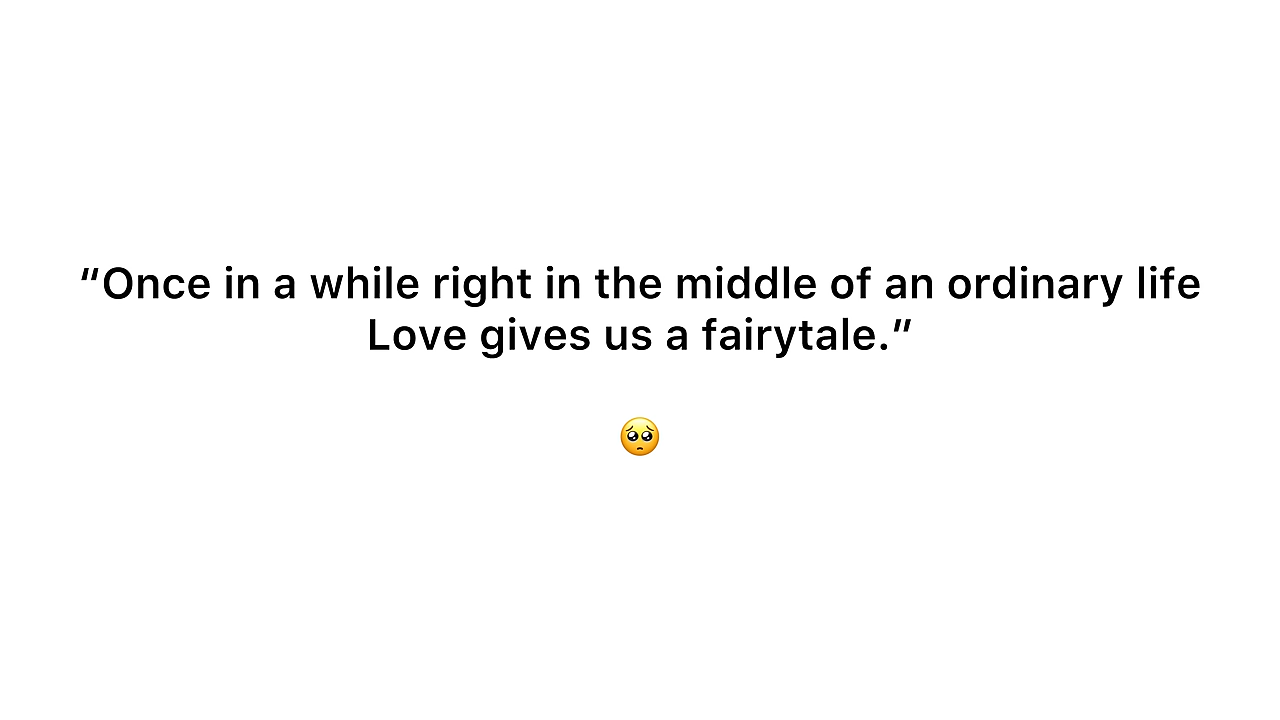 “Once in a while right in the middle of an ordinary life
Love gives us a fairytale.”
🥺